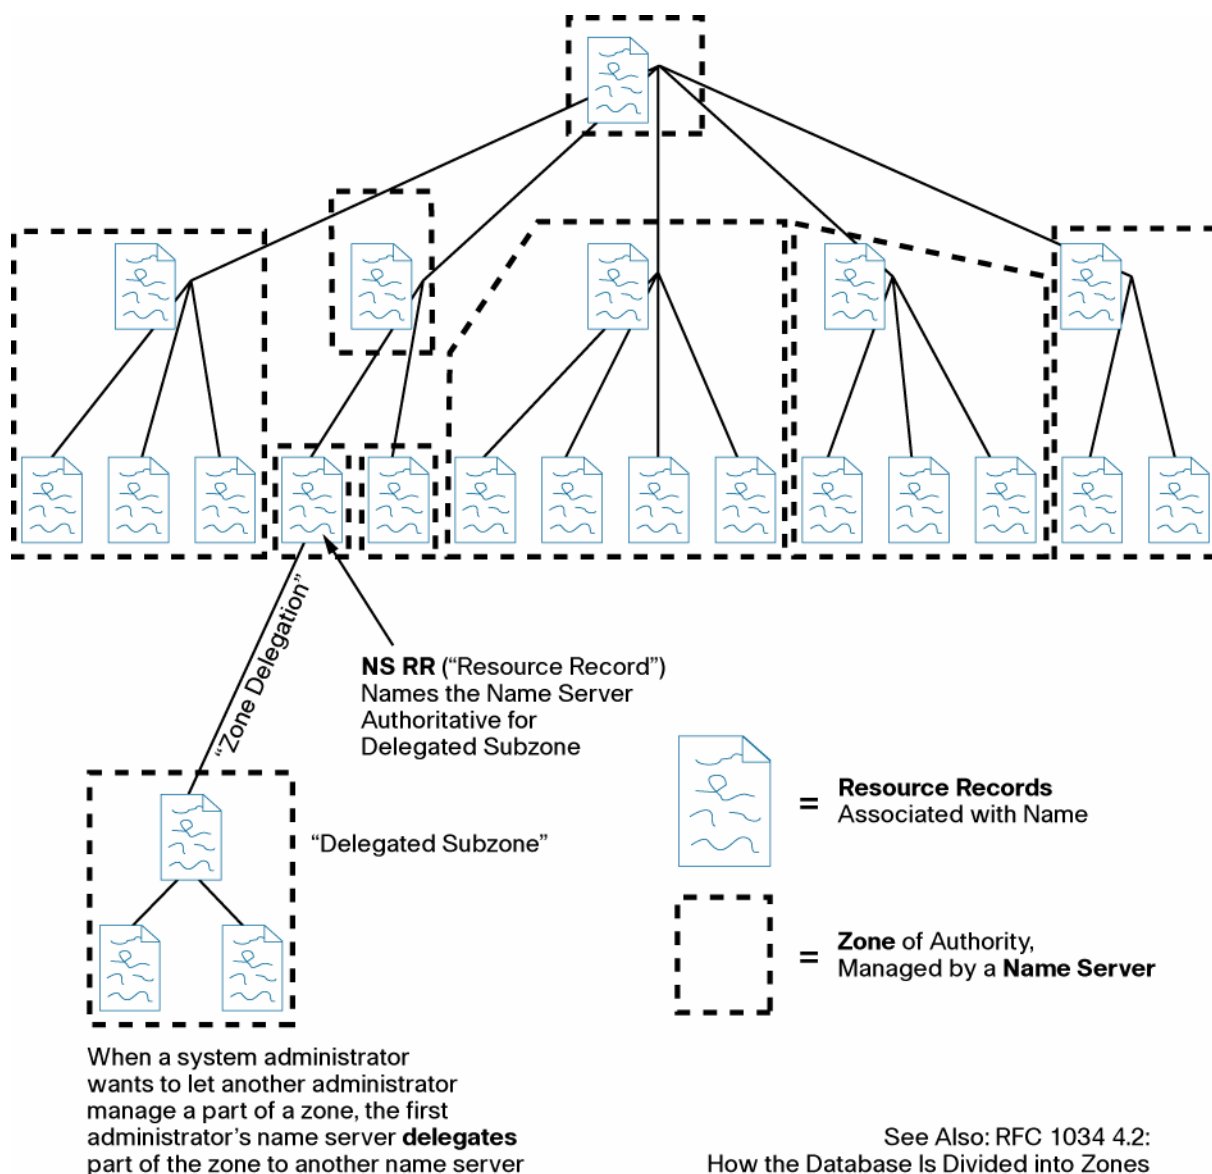 “Zone Delegation”
NS RR (“Resource Record”)
Names the Name Server
Authoritative for
Delegated Subzone
“Delegated Subzone”
=
Resource Records
Associated with Name
=
Zone of Authority,
Managed by a Name Server
When a system administrator
wants to let another administrator
manage a part of a zone, the first
administrator’s name server delegates
part of the zone to another name server
See Also: RFC 1034 4.2:
How the Database Is Divided into Zones